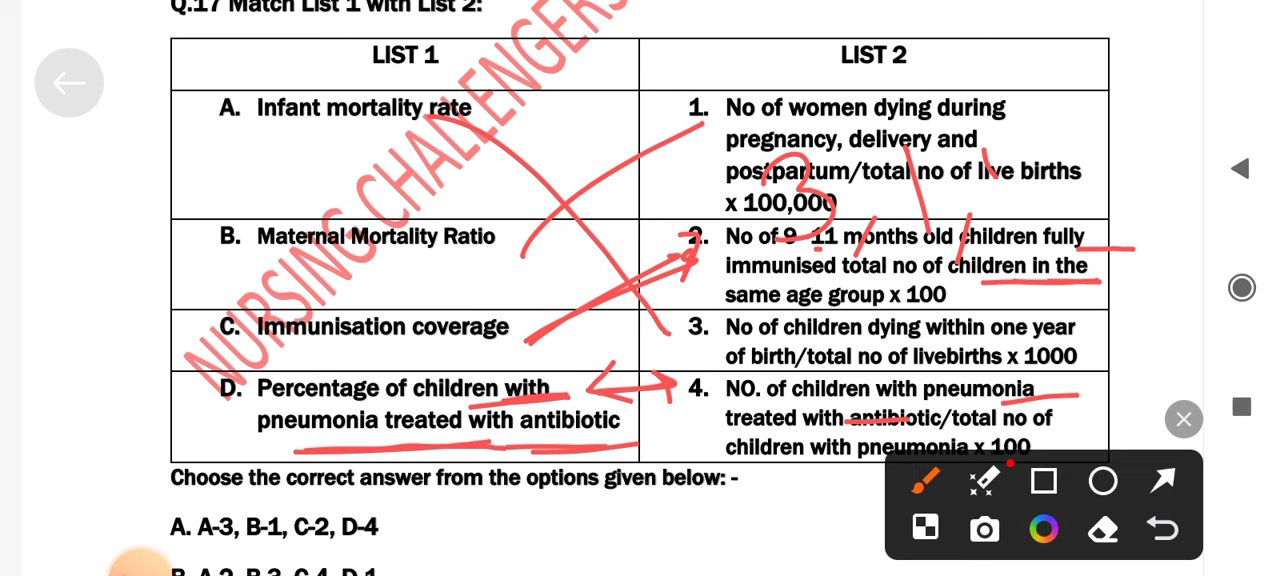 Q.17 Match List 1 with List 2:
LIST 1
LIST 2
A. Infant mortality rate
1. No of women dying during
pregnancy, delivery and
postpartum/total no of live births
x 100,000
B. Maternal Mortality Ratio
2. No of 9-11 months old children fully
immunised total no of children in the
same age group x 100
C. Immunisation coverage
3. No of children dying within one year
of birth/total no of livebirths x 1000
D. Percentage of children with
pneumonia treated with antibiotic
4. NO. of children with pneumonia
treated with antibiotic/total no of
children with pneumonia x 100
NURSING CHALLENGERS
3, 1,
Choose the correct answer from the options given below: -
A. A-3, B-1, C-2, D-4
B. A-2, B-3, C-4, D-1